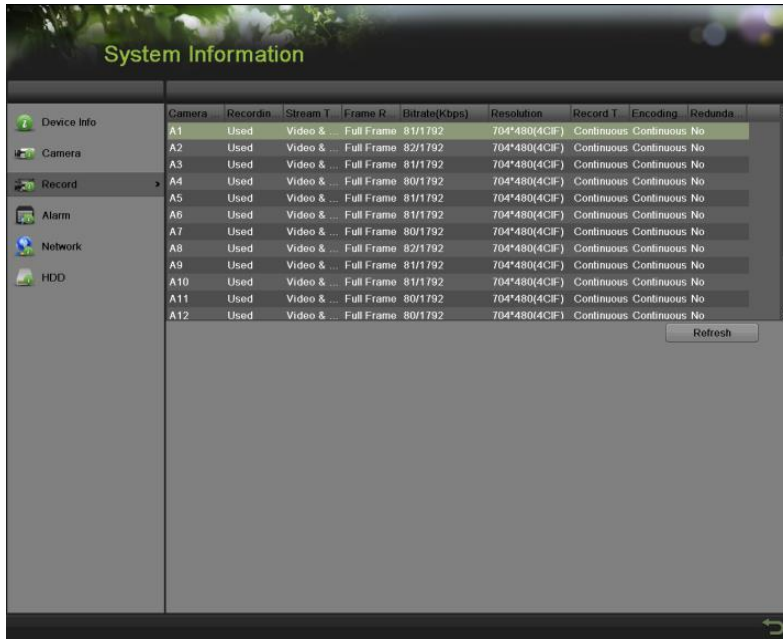 System Information
Device Info
Camera
Record
Alarm
Network
HDD
Camera ... Recordin... Stream T... Frame R... Bitrate(Kbps) Resolution Record T... Encoding... Redunda...
A1 Used Video & ... Full Frame 81/1792 704*480(4CIF) Continuous Continuous No
A2 Used Video & ... Full Frame 82/1792 704*480(4CIF) Continuous Continuous No
A3 Used Video & ... Full Frame 81/1792 704*480(4CIF) Continuous Continuous No
A4 Used Video & ... Full Frame 80/1792 704*480(4CIF) Continuous Continuous No
A5 Used Video & ... Full Frame 81/1792 704*480(4CIF) Continuous Continuous No
A6 Used Video & ... Full Frame 81/1792 704*480(4CIF) Continuous Continuous No
A7 Used Video & ... Full Frame 80/1792 704*480(4CIF) Continuous Continuous No
A8 Used Video & ... Full Frame 82/1792 704*480(4CIF) Continuous Continuous No
A9 Used Video & ... Full Frame 81/1792 704*480(4CIF) Continuous Continuous No
A10 Used Video & ... Full Frame 81/1792 704*480(4CIF) Continuous Continuous No
A11 Used Video & ... Full Frame 80/1792 704*480(4CIF) Continuous Continuous No
A12 Used Video & ... Full Frame 80/1792 704*480(4CIF) Continuous Continuous No
Refresh